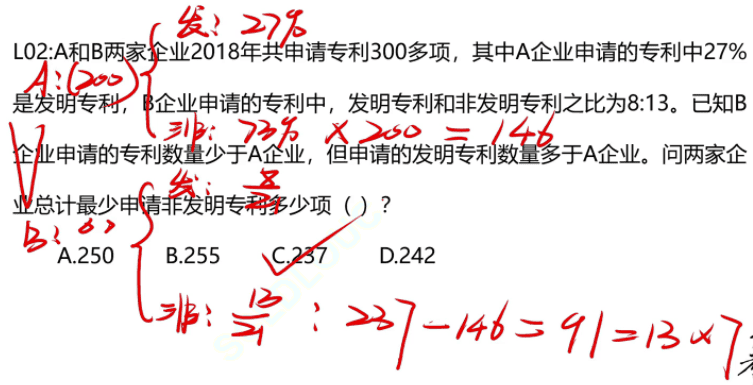 发: 27%
L02:A和B两家企业2018年共申请专利300多项，其中A企业申请的专利中27%
A:(200)
是发明专利，B企业申请的专利中，发明专利和非发明专利之比为8:13。已知B
非: 73% × 200 = 146
企业申请的专利数量少于A企业，但申请的发明专利数量多于A企业。问两家企
发: 8/21
业总计最少申请非发明专利多少项（ ）？
B:
A.250 B.255 C.237 D.242
非: 13/21 : 237-146=91=13×7